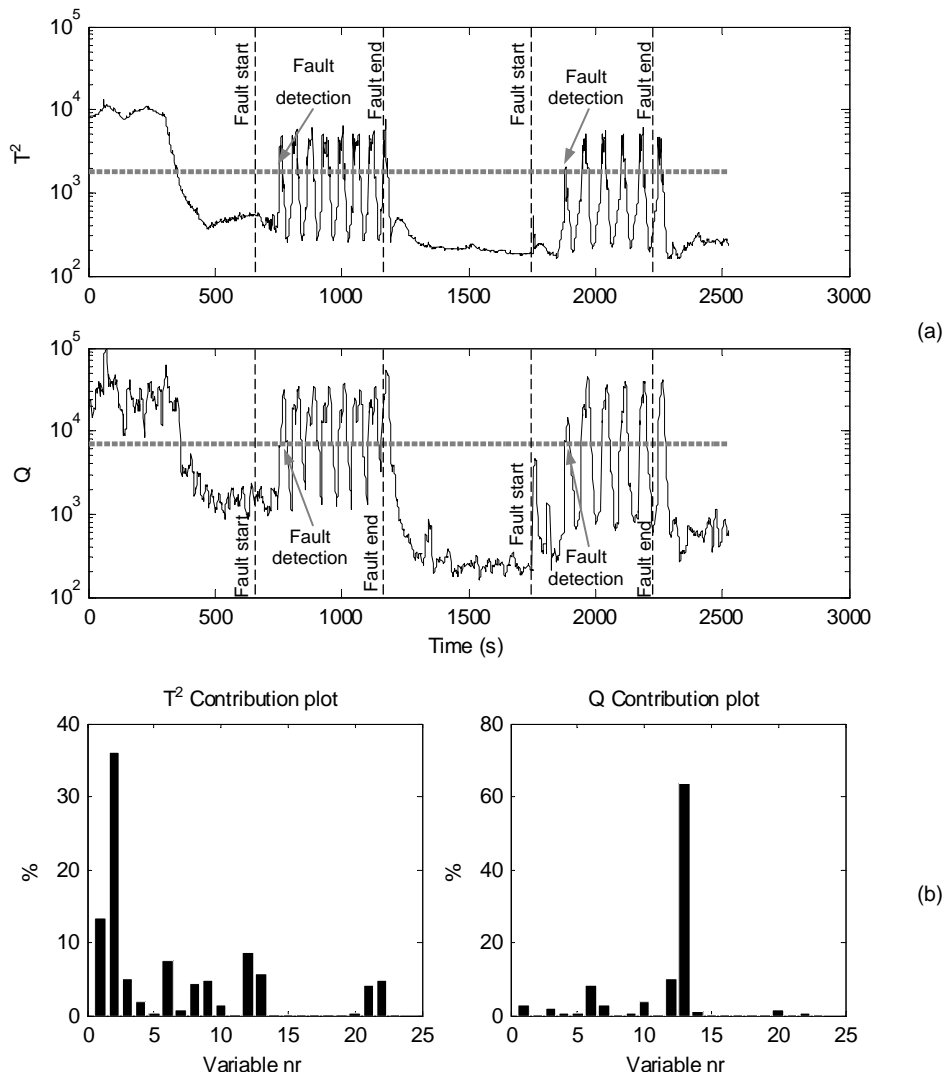 10^5
10^4
10^3
10^2
T^2
Fault start
Fault
detection
Fault end
Fault start
Fault
detection
Fault end
0 500 1000 1500 2000 2500 3000
(a)
10^5
10^4
10^3
10^2
Q
Fault start
Fault
detection
Fault end
Fault start
Fault
detection
Fault end
0 500 1000 1500 2000 2500 3000
Time (s)
T^2 Contribution plot
40
30
20
10
0
%
0 5 10 15 20 25
Variable nr
Q Contribution plot
80
60
40
20
0
%
0 5 10 15 20 25
Variable nr
(b)